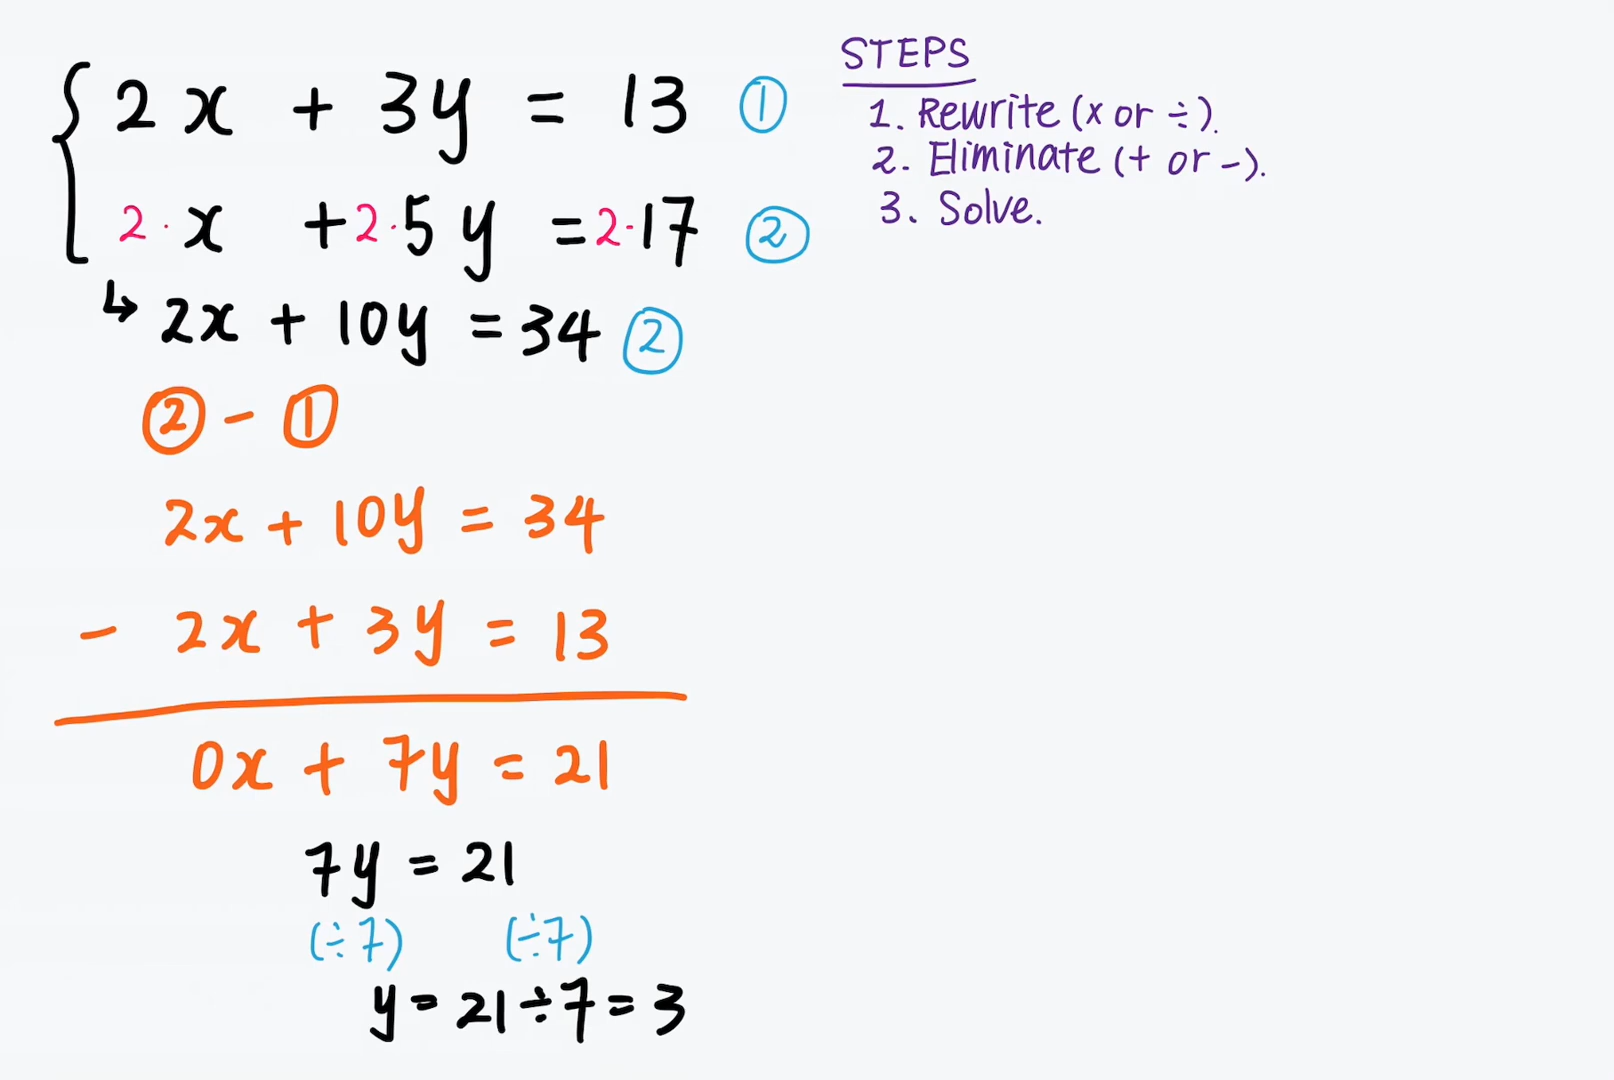 2x + 3y = 13 ①
2·x +2·5y =2·17 ②
↳ 2x + 10y = 34 ②
② - ①
2x + 10y = 34
- 2x + 3y = 13
0x + 7y = 21
7y = 21
(÷7) (÷7)
y = 21÷7 = 3
STEPS
1. Rewrite (x or ÷).
2. Eliminate (+ or -).
3. Solve.